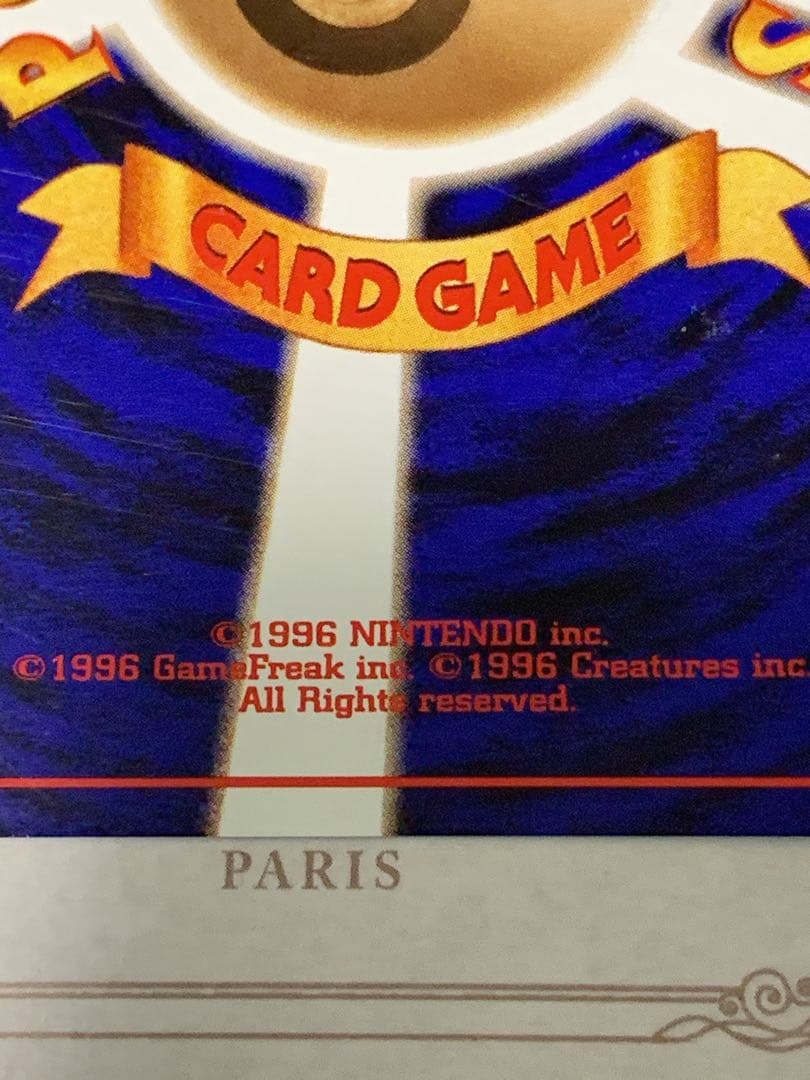 P S
CARD GAME
©1996 NINTENDO inc.
©1996 GameFreak inc. ©1996 Creatures inc
All Rights reserved.
PARIS